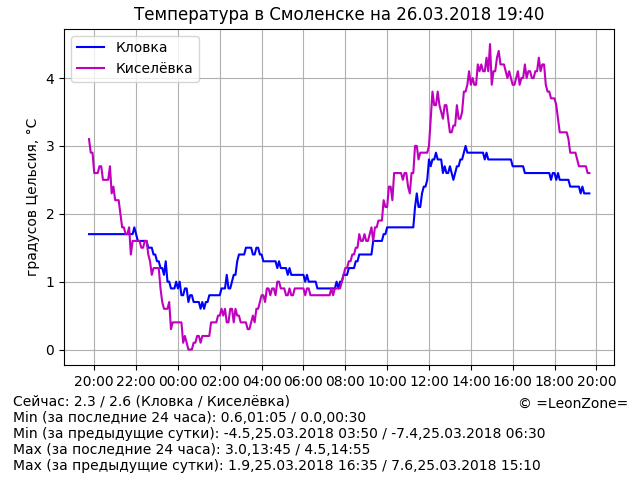 Температура в Смоленске на 26.03.2018 19:40
Кловка
Киселёвка
градусов Цельсия, °C
4
3
2
1
0
20:00 22:00 00:00 02:00 04:00 06:00 08:00 10:00 12:00 14:00 16:00 18:00 20:00
Сейчас: 2.3 / 2.6 (Кловка / Киселёвка)
© =LeonZone=
Min (за последние 24 часа): 0.6,01:05 / 0.0,00:30
Min (за предыдущие сутки): -4.5,25.03.2018 03:50 / -7.4,25.03.2018 06:30
Max (за последние 24 часа): 3.0,13:45 / 4.5,14:55
Max (за предыдущие сутки): 1.9,25.03.2018 16:35 / 7.6,25.03.2018 15:10